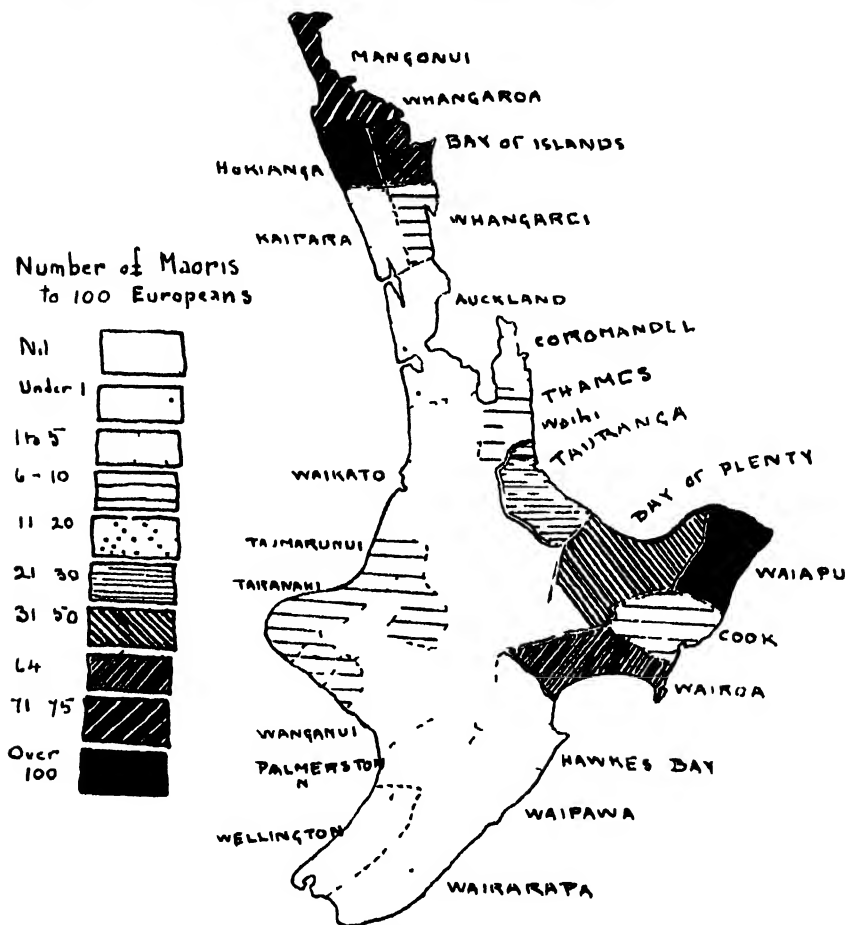 MANGONUI
WHANGAROA
BAY OF ISLANDS
HOKIANGA
WHANGAREI
KAIPARA
Number of Maoris
to 100 Europeans
AUCKLAND
COROMANDEL
Nil
Under 1
THAMES
Waihi
1 to 5
TAURANGA
6 - 10
WAIKATO
BAY OF PLENTY
11 20
TAIMARUNUI
21 30
TARANAKI
WAIAPU
31 50
COOK
64
WAIROA
71 75
WANGANUI
Over
100
PALMERSTON
N
HAWKES BAY
WAIPAWA
WELLINGTON
WAIRARAPA